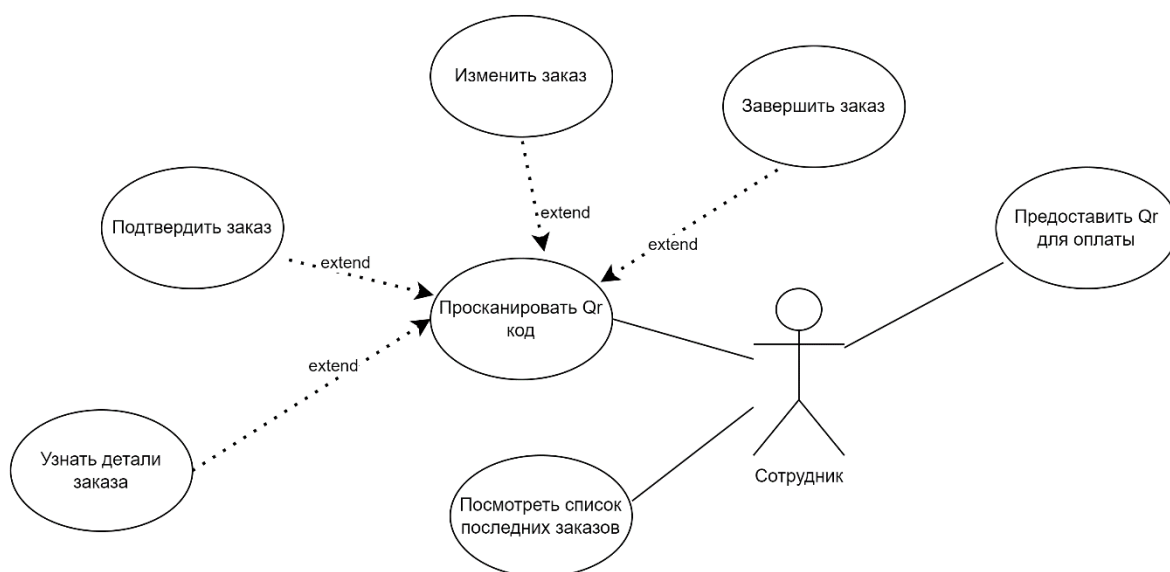 Изменить заказ
Завершить заказ
Подтвердить заказ
Предоставить Qr
для оплаты
extend
extend
extend
Просканировать Qr
код
extend
Узнать детали
заказа
Сотрудник
Посмотреть список
последних заказов